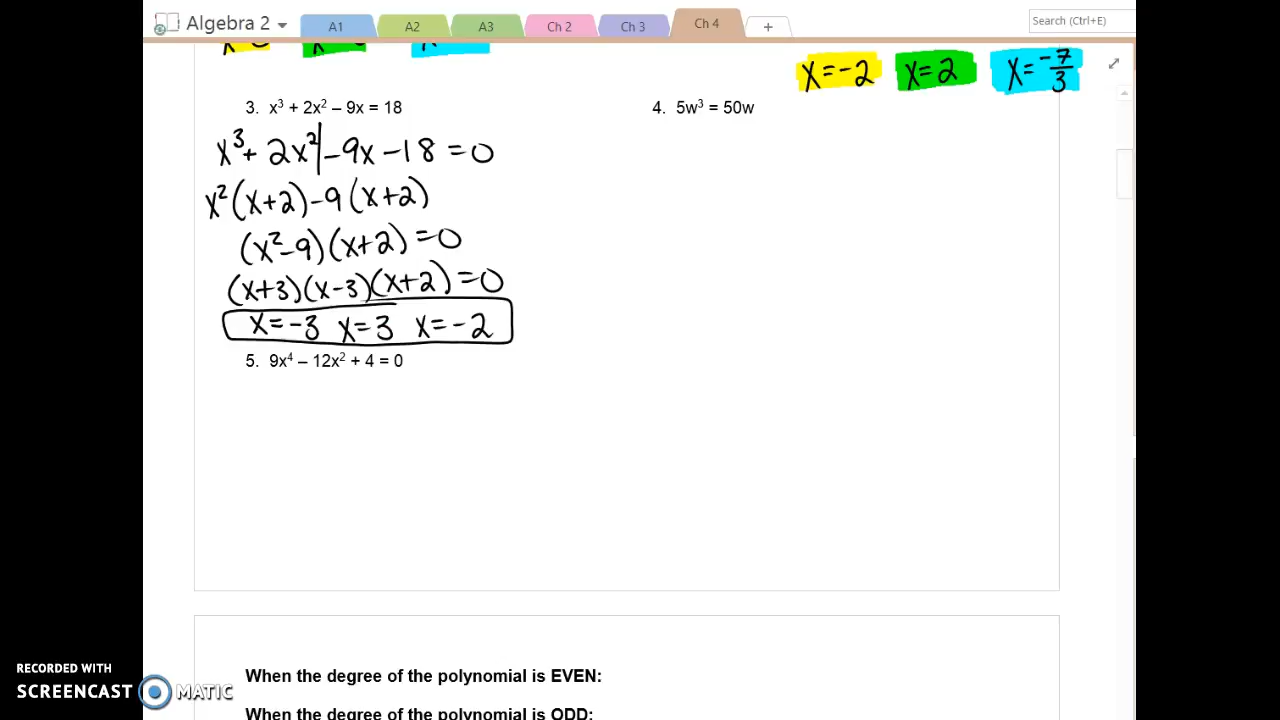 Algebra 2 A1 A2 A3 Ch 2 Ch 3 Ch 4 + Search (Ctrl+E)
x = -2 x = 2 x = -7/3
3. x³ + 2x² – 9x = 18
4. 5w³ = 50w
x³ + 2x² | - 9x - 18 = 0
x² (x+2) - 9 (x+2)
(x² - 9) (x+2) = 0
(x+3) (x-3) (x+2) = 0
x = -3 x = 3 x = -2
5. 9x⁴ – 12x² + 4 = 0
When the degree of the polynomial is EVEN:
When the degree of the polynomial is ODD:
RECORDED WITH
SCREENCAST MATIC